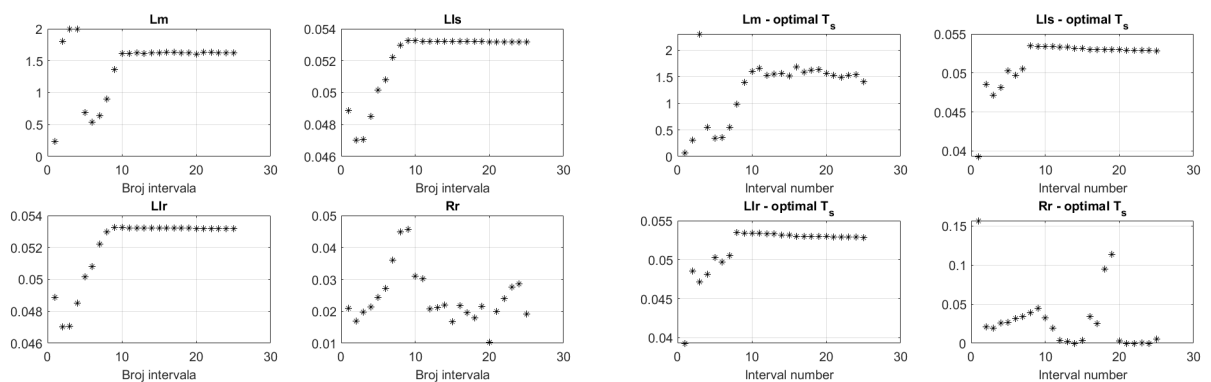 Lm
2
1.5
1
0.5
0
0 10 20 30
Broj intervala
Lls
0.054
0.052
0.05
0.048
0.046
0 10 20 30
Broj intervala
Lm - optimal Ts
2
1.5
1
0.5
0
0 10 20 30
Interval number
Lls - optimal Ts
0.055
0.05
0.045
0.04
0 10 20 30
Interval number
Llr
0.054
0.052
0.05
0.048
0.046
0 10 20 30
Broj intervala
Rr
0.05
0.04
0.03
0.02
0.01
0 10 20 30
Broj intervala
Llr - optimal Ts
0.055
0.05
0.045
0.04
0 10 20 30
Interval number
Rr - optimal Ts
0.15
0.1
0.05
0
0 10 20 30
Interval number